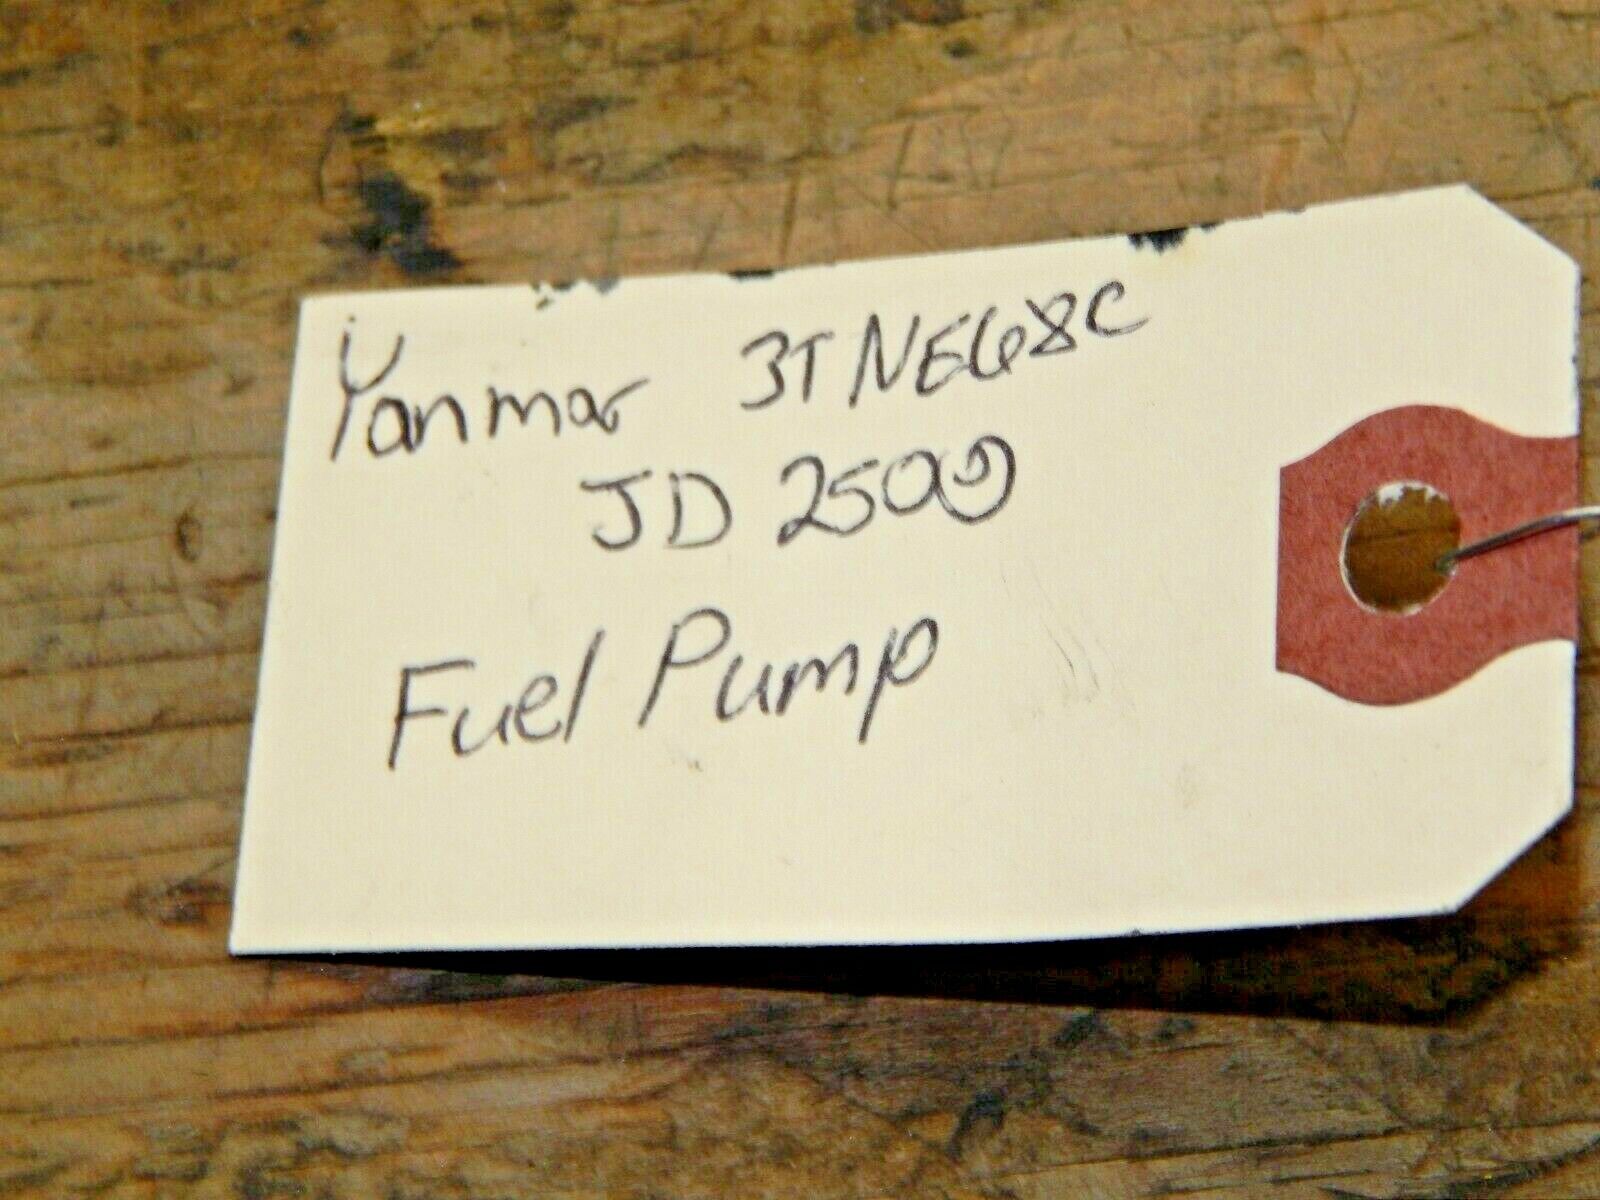 Yanmar 3TNE68C
JD 2500
Fuel Pump